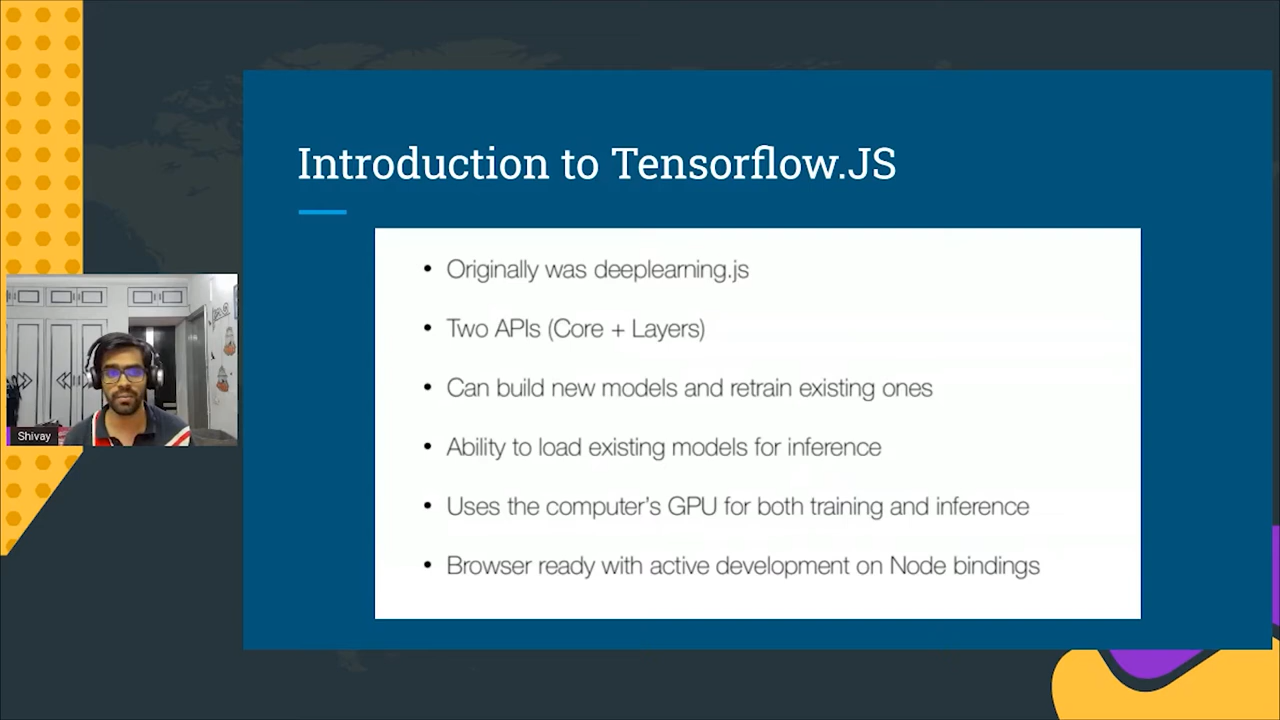 Introduction to Tensorflow.JS
• Originally was deeplearning.js
• Two APIs (Core + Layers)
• Can build new models and retrain existing ones
• Ability to load existing models for inference
• Uses the computer's GPU for both training and inference
• Browser ready with active development on Node bindings
Shivay